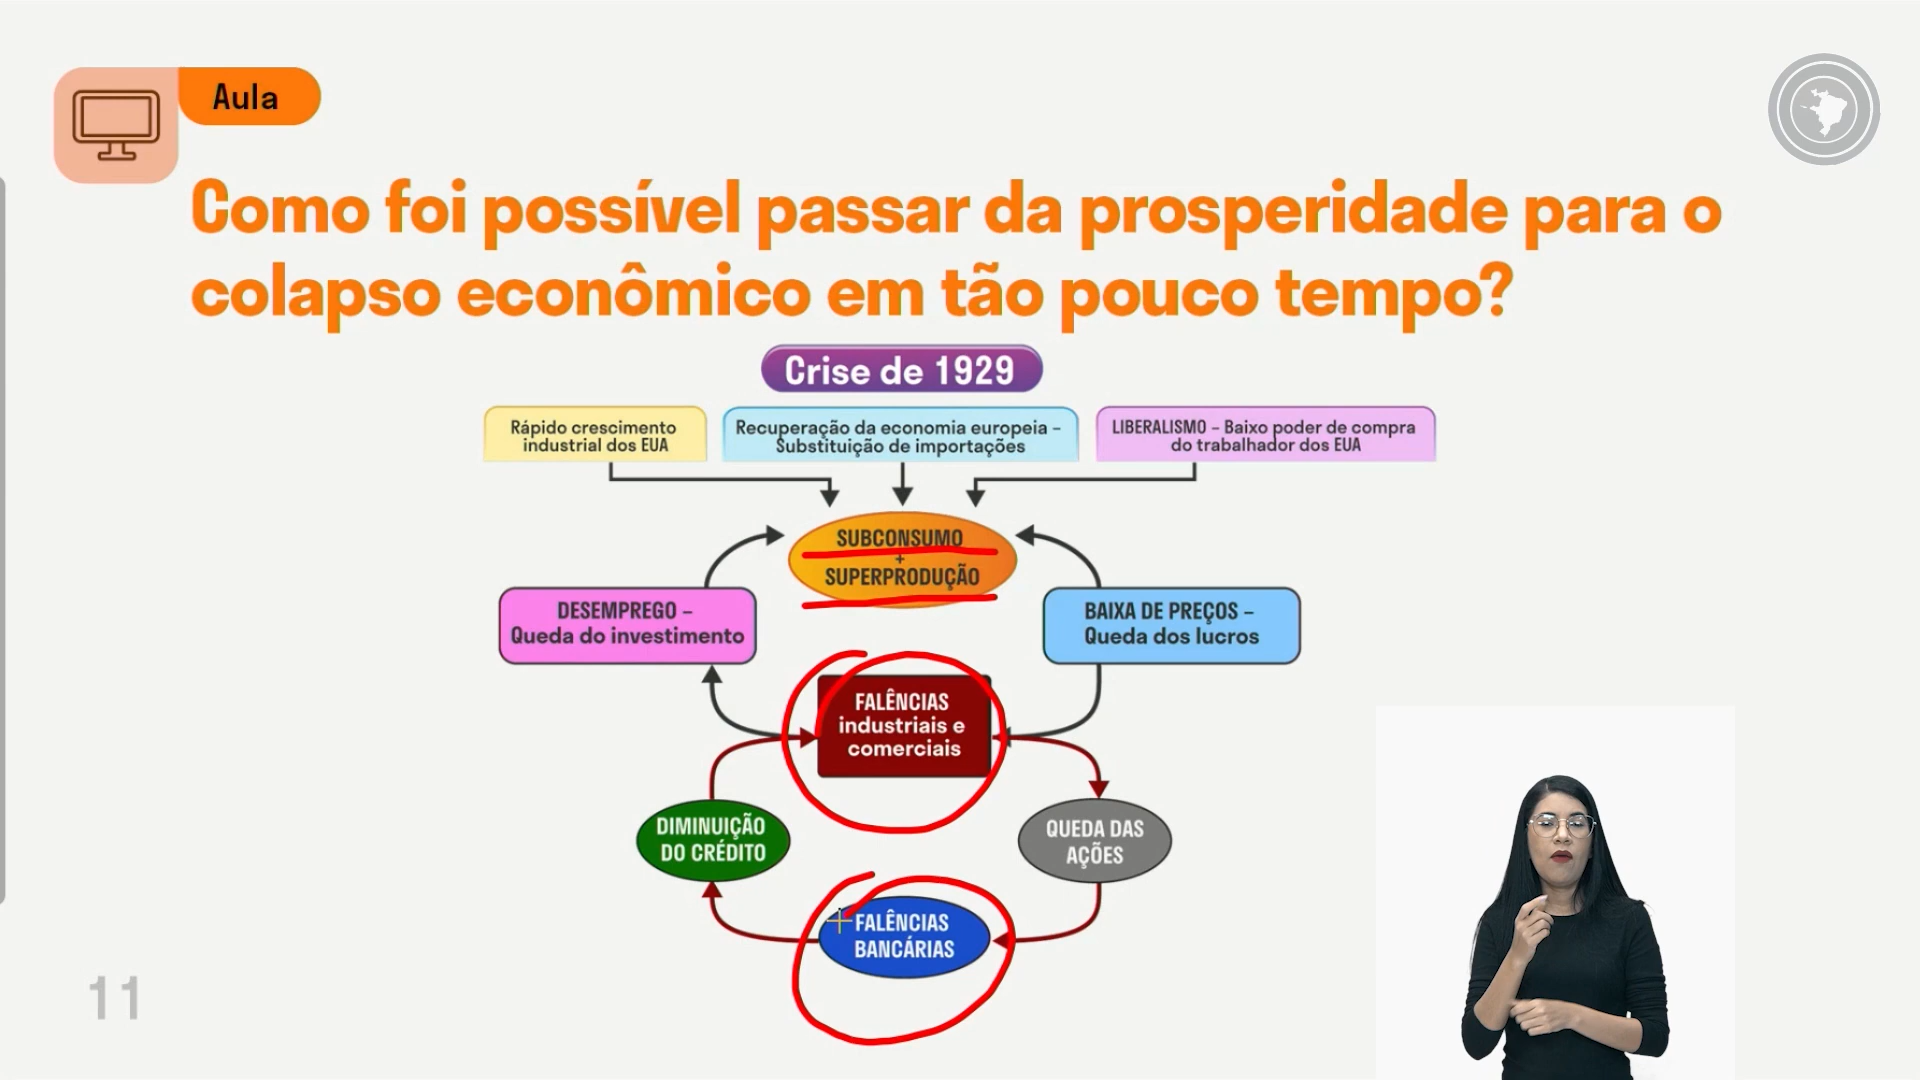 Aula
Como foi possível passar da prosperidade para o
colapso econômico em tão pouco tempo?
Crise de 1929
Rápido crescimento
industrial dos EUA
Recuperação da economia europeia –
Substituição de importações
LIBERALISMO – Baixo poder de compra
do trabalhador dos EUA
SUBCONSUMO
+
SUPERPRODUÇÃO
DESEMPREGO –
Queda do investimento
BAIXA DE PREÇOS –
Queda dos lucros
FALÊNCIAS
industriais e
comerciais
DIMINUIÇÃO
DO CRÉDITO
QUEDA DAS
AÇÕES
FALÊNCIAS
BANCÁRIAS
11